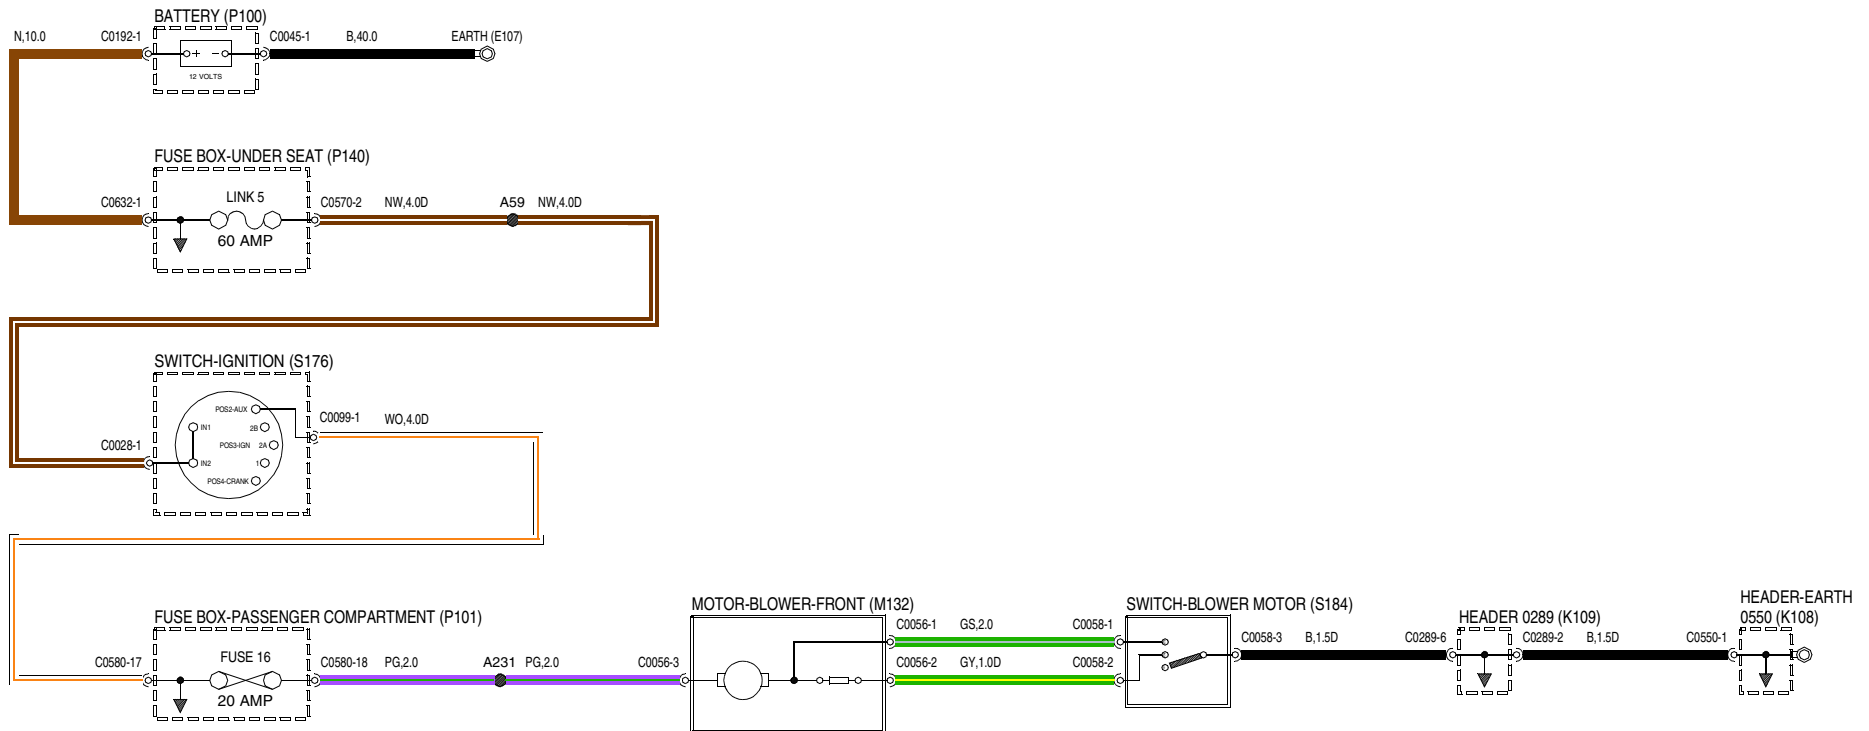 BATTERY (P100)
N,10.0 C0192-1 C0045-1 B,40.0 EARTH (E107)
+ −
12 VOLTS
FUSE BOX-UNDER SEAT (P140)
LINK 5
C0632-1 C0570-2 NW,4.0D A59 NW,4.0D
60 AMP
SWITCH-IGNITION (S176)
POS2-AUX
C0099-1 WO,4.0D
IN1 2B
C0028-1 POS3-IGN 2A
IN2 1
POS4-CRANK
FUSE BOX-PASSENGER COMPARTMENT (P101)
FUSE 16
C0580-17 C0580-18 PG,2.0 A231 PG,2.0 C0056-3
20 AMP
MOTOR-BLOWER-FRONT (M132)
C0056-1 GS,2.0 C0058-1
C0056-2 GY,1.0D C0058-2
SWITCH-BLOWER MOTOR (S184)
C0058-3 B,1.5D C0289-6
HEADER 0289 (K109)
C0289-2 B,1.5D C0550-1
HEADER-EARTH
0550 (K108)